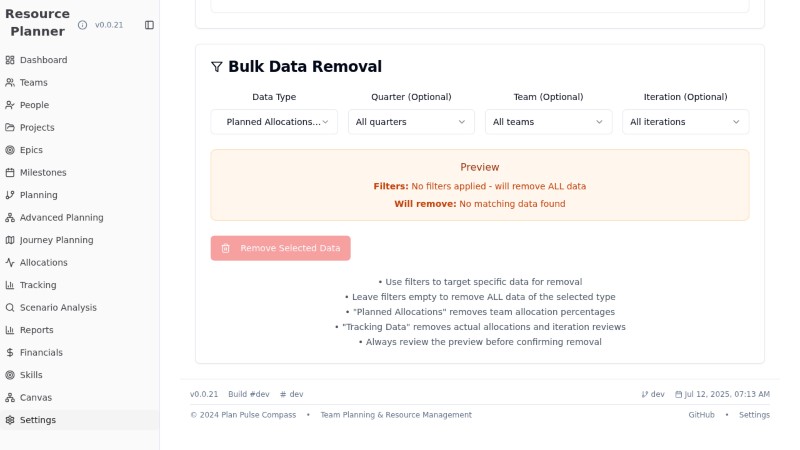 Resource
Planner
v0.0.21
Dashboard
Teams
People
Projects
Epics
Milestones
Planning
Advanced Planning
Journey Planning
Allocations
Tracking
Scenario Analysis
Reports
Financials
Skills
Canvas
Settings
Bulk Data Removal
Data Type
Quarter (Optional)
Team (Optional)
Iteration (Optional)
Planned Allocations...
All quarters
All teams
All iterations
Preview
Filters: No filters applied - will remove ALL data
Will remove: No matching data found
Remove Selected Data
• Use filters to target specific data for removal
• Leave filters empty to remove ALL data of the selected type
• "Planned Allocations" removes team allocation percentages
• "Tracking Data" removes actual allocations and iteration reviews
• Always review the preview before confirming removal
v0.0.21 Build #dev # dev
dev Jul 12, 2025, 07:13 AM
© 2024 Plan Pulse Compass • Team Planning & Resource Management
GitHub • Settings